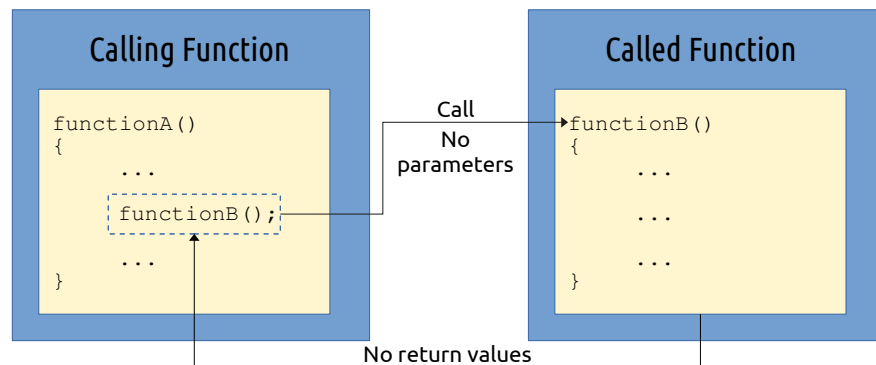 Calling Function
functionA()
{
...
functionB();
...
}
Call
No
parameters
Called Function
functionB()
{
...
...
...
}
No return values